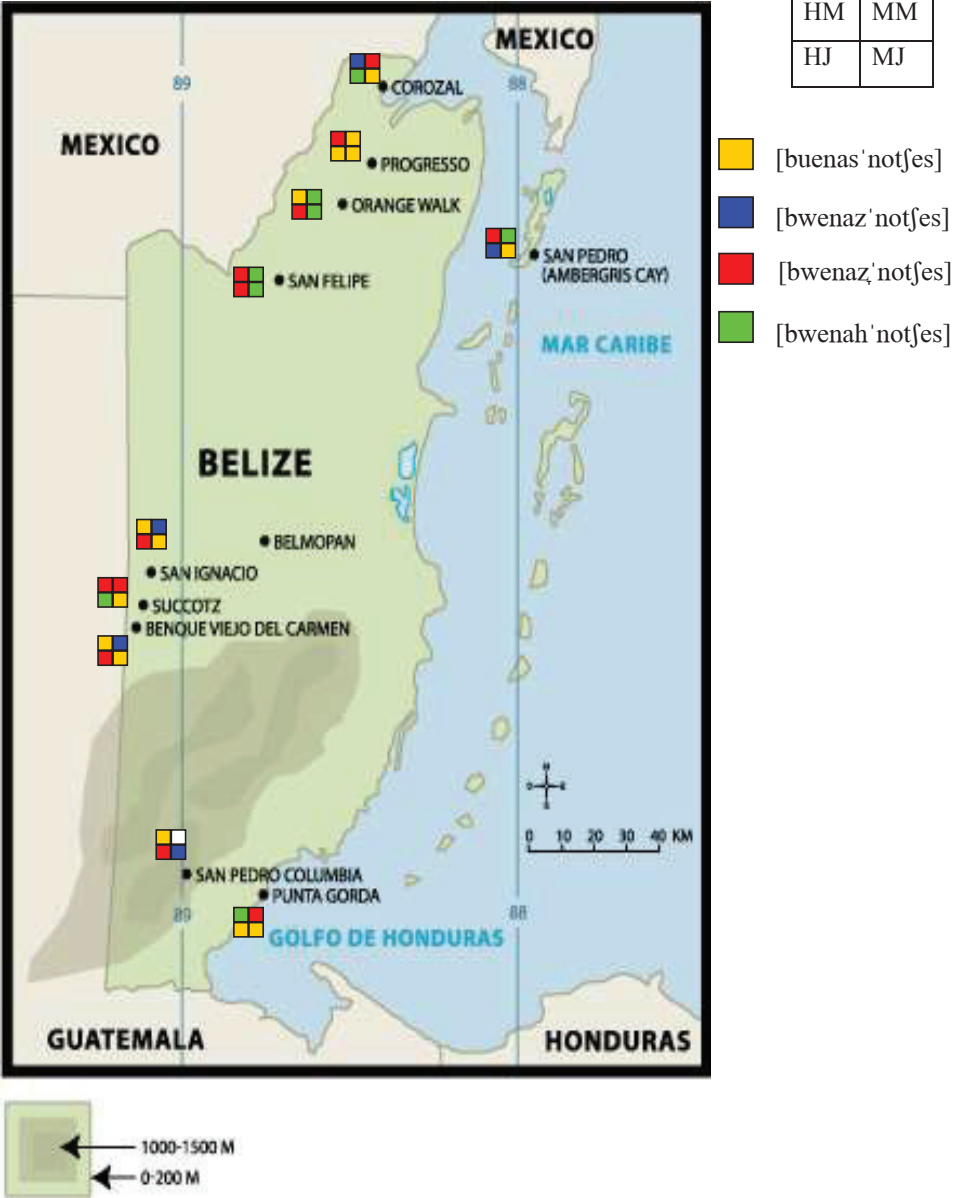 HM MM
HJ MJ
MEXICO
89
88
COROZAL
MEXICO
PROGRESSO
[buenasˈnotʃes]
ORANGE WALK
[bwenazˈnotʃes]
SAN PEDRO
(AMBERGRIS CAY)
SAN FELIPE
[bwenaz̥ˈnotʃes]
[bwenahˈnotʃes]
MAR CARIBE
BELIZE
BELMOPAN
SAN IGNACIO
SUCCOTZ
BENQUE VIEJO DEL CARMEN
N
O E
S
0 10 20 30 40 KM
SAN PEDRO COLUMBIA
PUNTA GORDA
89
88
GOLFO DE HONDURAS
GUATEMALA
HONDURAS
1000-1500 M
0-200 M